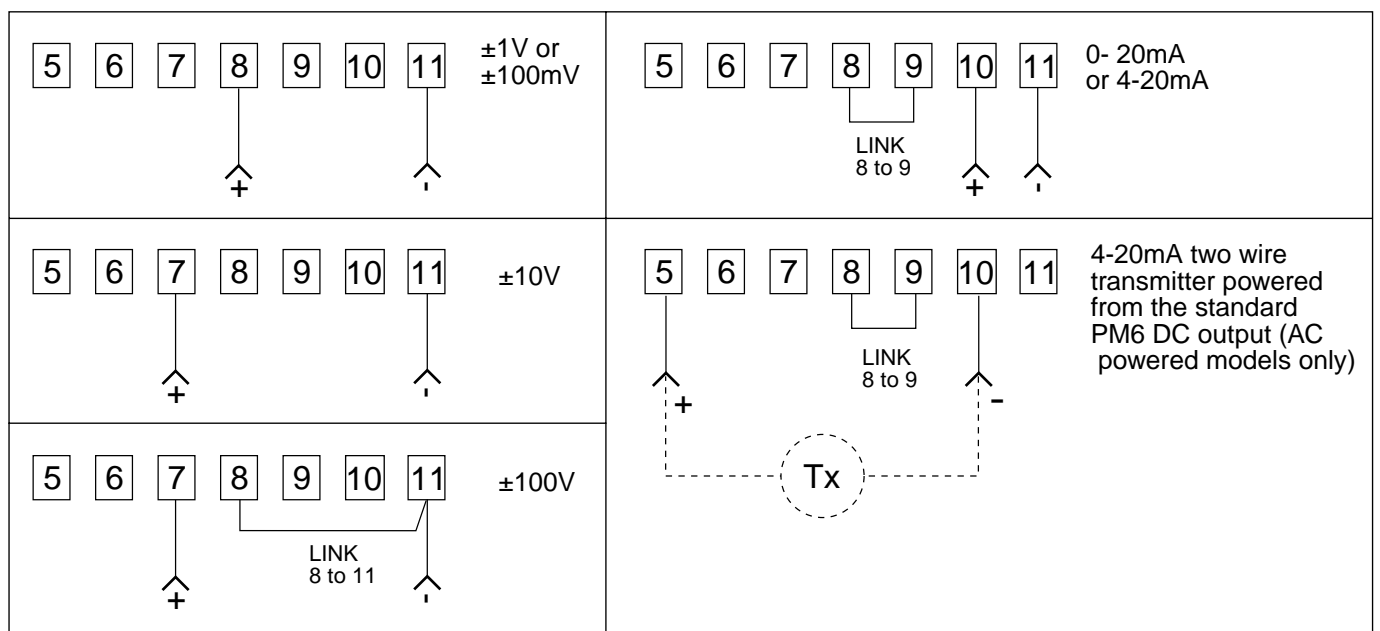 5 6 7 8 9 10 11
±1V or
±100mV
+ -
5 6 7 8 9 10 11
0- 20mA
or 4-20mA
LINK
8 to 9
+ -
5 6 7 8 9 10 11
±10V
+ -
5 6 7 8 9 10 11
4-20mA two wire
transmitter powered
from the standard
PM6 DC output (AC
powered models only)
LINK
8 to 9
+ -
Tx
5 6 7 8 9 10 11
±100V
LINK
8 to 11
+ -